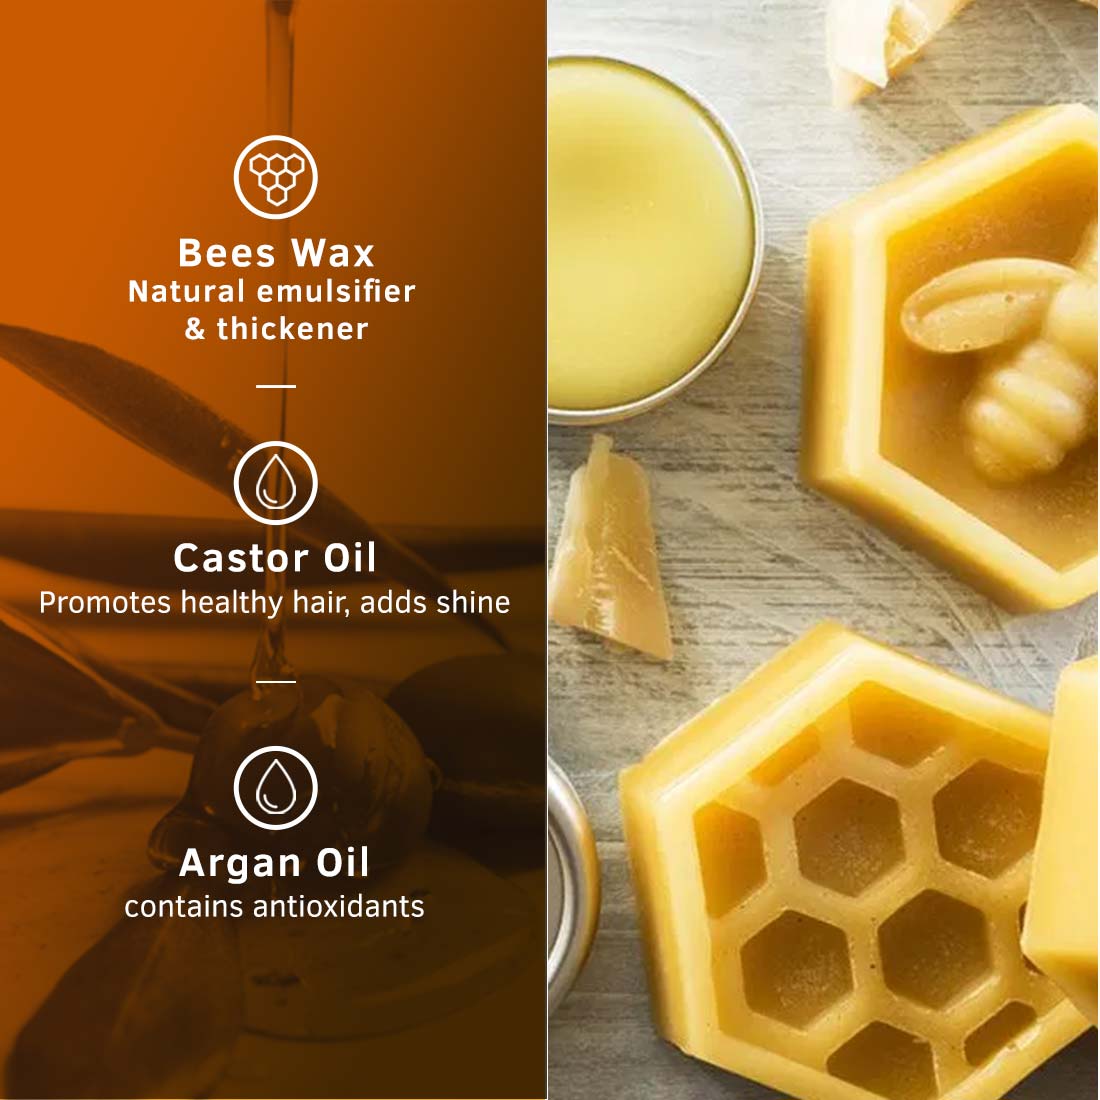 Bees Wax
Natural emulsifier
& thickener
Castor Oil
Promotes healthy hair, adds shine
Argan Oil
contains antioxidants